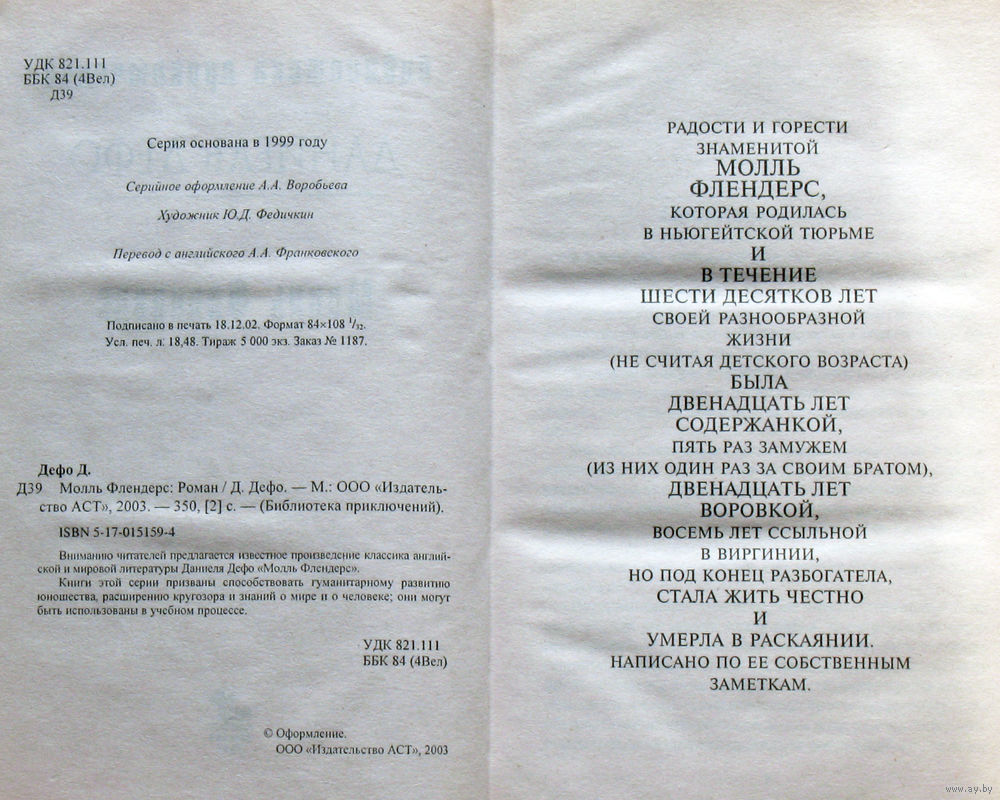 УДК 821.111
ББК 84 (4Вел)
Д39
Серия основана в 1999 году
Серийное оформление А.А. Воробьева
Художник Ю.Д. Федичкин
Перевод с английского А.А. Франковского
Подписано в печать 18.12.02. Формат 84×108 1/32.
Усл. печ. л. 18,48. Тираж 5 000 экз. Заказ № 1187.
Дефо Д.
Д39 Молль Флендерс: Роман / Д. Дефо. — М.: ООО «Издатель-
ство АСТ», 2003. — 350, [2] с. — (Библиотека приключений).
ISBN 5-17-015159-4
Вниманию читателей предлагается известное произведение классика англий-
ской и мировой литературы Даниеля Дефо «Молль Флендерс».
Книги этой серии призваны способствовать гуманитарному развитию
юношества, расширению кругозора и знаний о мире и о человеке; они могут
быть использованы в учебном процессе.
УДК 821.111
ББК 84 (4Вел)
© Оформление.
ООО «Издательство АСТ», 2003
РАДОСТИ И ГОРЕСТИ
ЗНАМЕНИТОЙ
МОЛЛЬ
ФЛЕНДЕРС,
КОТОРАЯ РОДИЛАСЬ
В НЬЮГЕЙТСКОЙ ТЮРЬМЕ
И
В ТЕЧЕНИЕ
ШЕСТИ ДЕСЯТКОВ ЛЕТ
СВОЕЙ РАЗНООБРАЗНОЙ
ЖИЗНИ
(НЕ СЧИТАЯ ДЕТСКОГО ВОЗРАСТА)
БЫЛА
ДВЕНАДЦАТЬ ЛЕТ
СОДЕРЖАНКОЙ,
ПЯТЬ РАЗ ЗАМУЖЕМ
(ИЗ НИХ ОДИН РАЗ ЗА СВОИМ БРАТОМ),
ДВЕНАДЦАТЬ ЛЕТ
ВОРОВКОЙ,
ВОСЕМЬ ЛЕТ ССЫЛЬНОЙ
В ВИРГИНИИ,
НО ПОД КОНЕЦ РАЗБОГАТЕЛА,
СТАЛА ЖИТЬ ЧЕСТНО
И
УМЕРЛА В РАСКАЯНИИ.
НАПИСАНО ПО ЕЕ СОБСТВЕННЫМ
ЗАМЕТКАМ.
www.ay.by